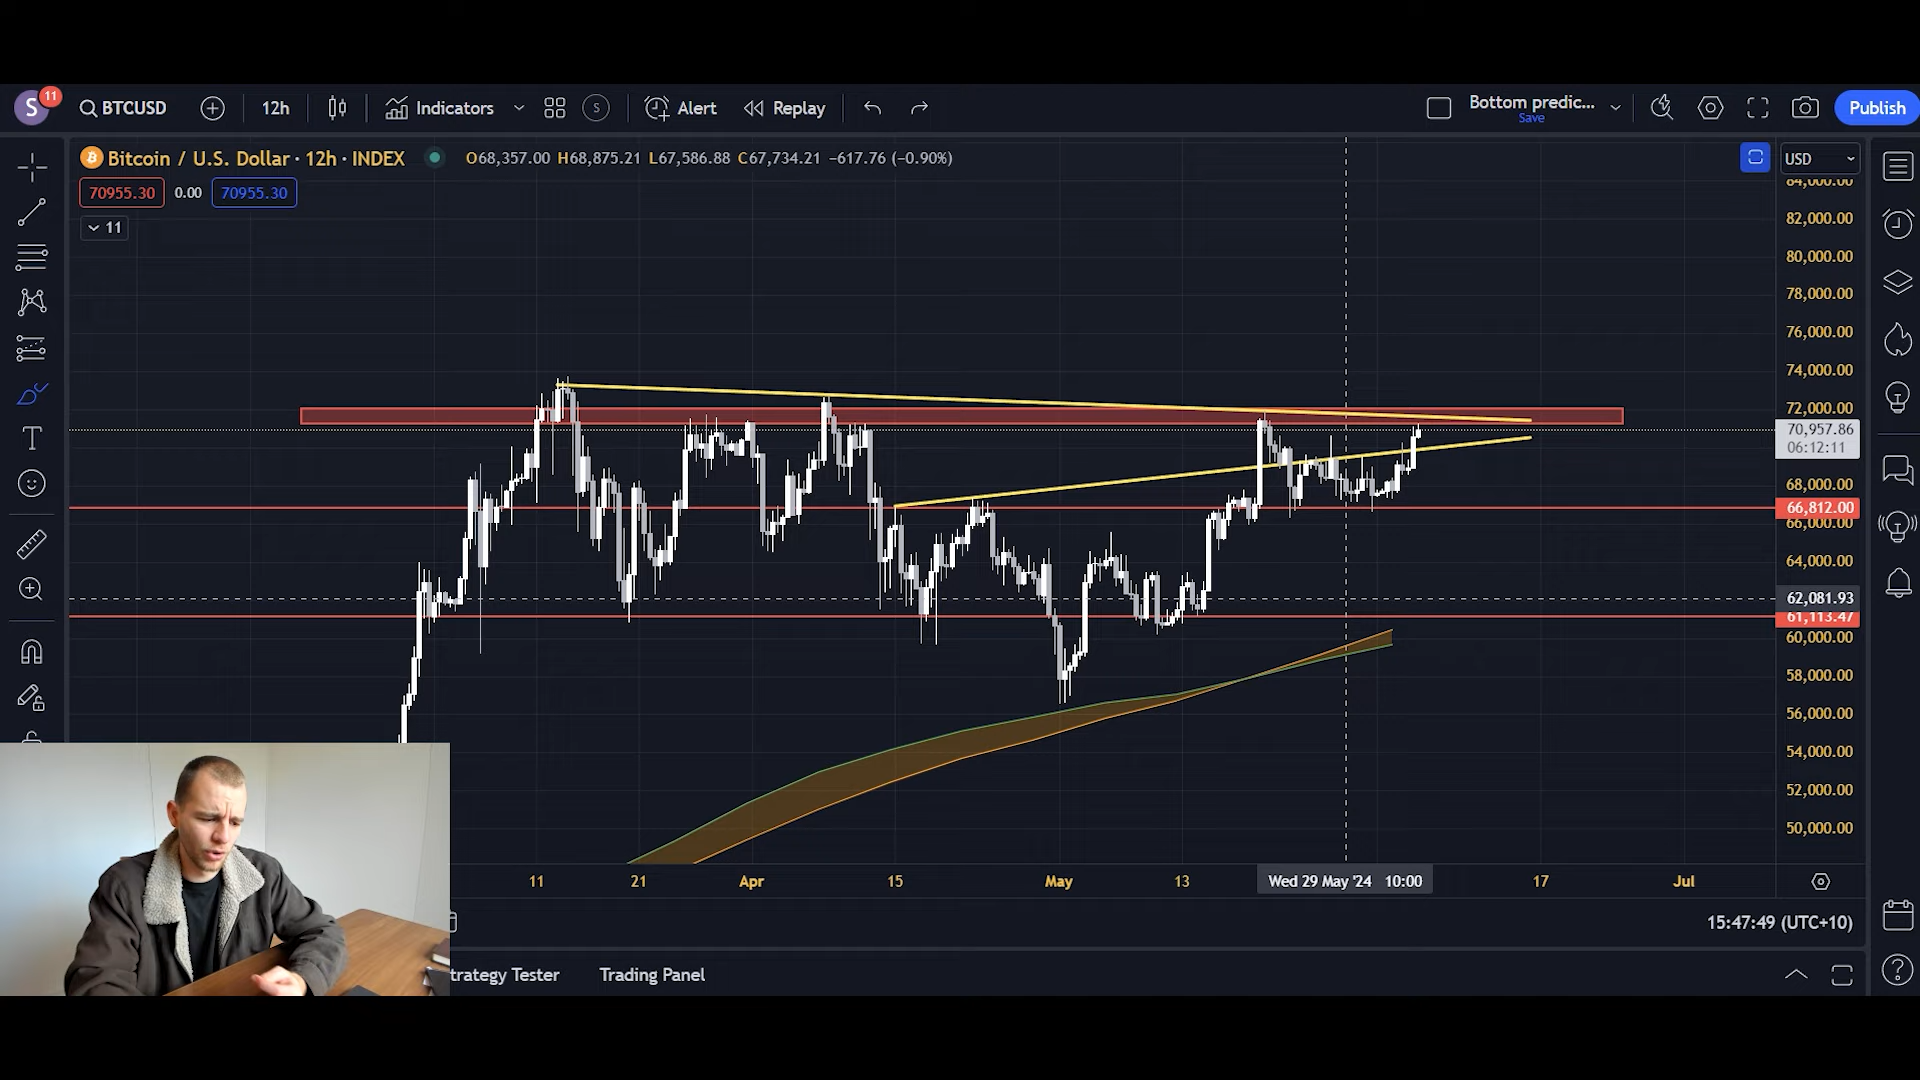 S
11
BTCUSD
12h
Indicators
S
Alert
Replay
Bottom predic...
Save
Publish
Bitcoin / U.S. Dollar · 12h · INDEX
O68,357.00 H68,875.21 L67,586.88 C67,734.21 −617.76 (−0.90%)
USD
70955.30
0.00
70955.30
11
84,000.00
82,000.00
80,000.00
78,000.00
76,000.00
74,000.00
72,000.00
70,957.86
06:12:11
68,000.00
66,812.00
66,000.00
64,000.00
62,081.93
61,113.47
60,000.00
58,000.00
56,000.00
54,000.00
52,000.00
50,000.00
11
21
Apr
15
May
13
Wed 29 May '24 10:00
17
Jul
15:47:49 (UTC+10)
trategy Tester
Trading Panel